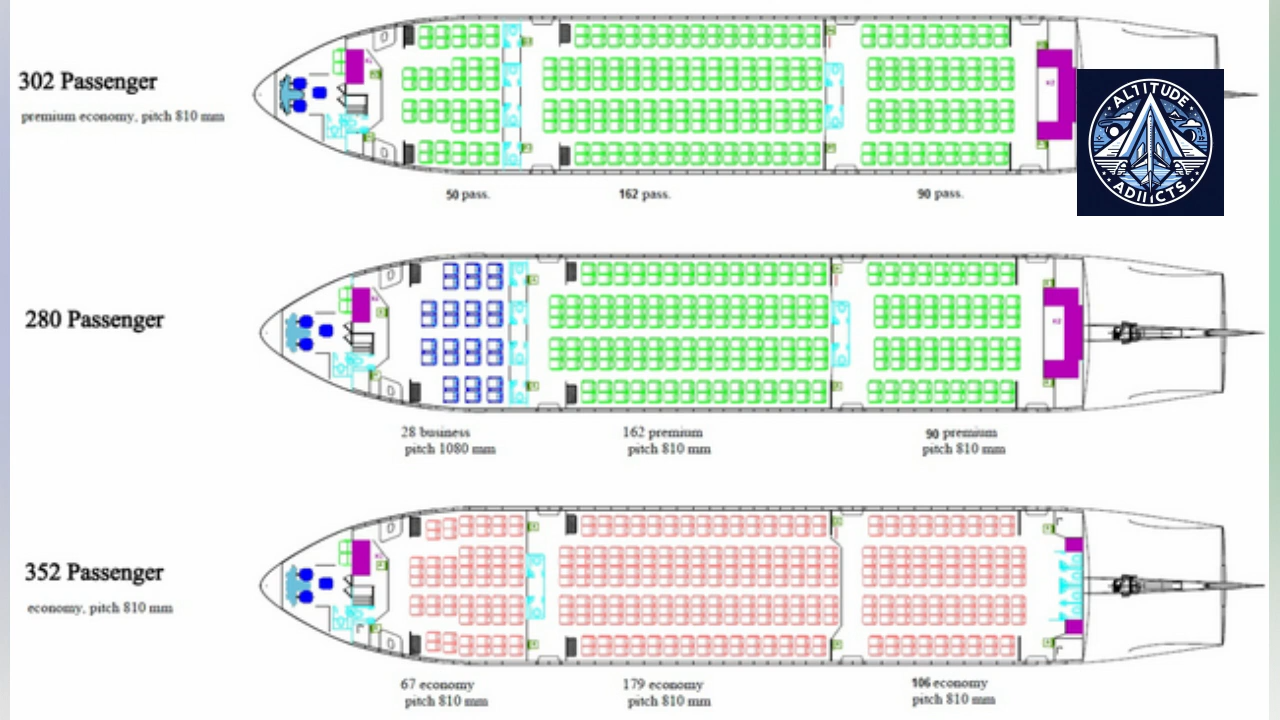 302 Passenger
premium economy, pitch 810 mm
50 pass.
162 pass.
90 pass.
ALTITUDE
ADIICTS
280 Passenger
28 business
pitch 1080 mm
162 premium
pitch 810 mm
90 premium
pitch 810 mm
352 Passenger
economy, pitch 810 mm
67 economy
pitch 810 mm
179 economy
pitch 810 mm
106 economy
pitch 810 mm